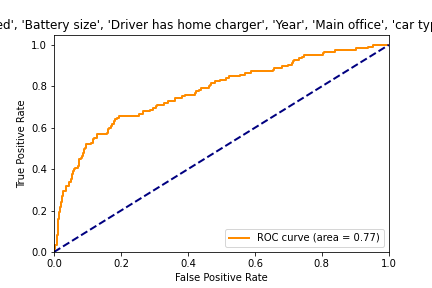 ed', 'Battery size', 'Driver has home charger', 'Year', 'Main office', 'car typ
1.0
0.8
0.6
0.4
0.2
0.0
True Positive Rate
ROC curve (area = 0.77)
0.0 0.2 0.4 0.6 0.8 1.0
False Positive Rate